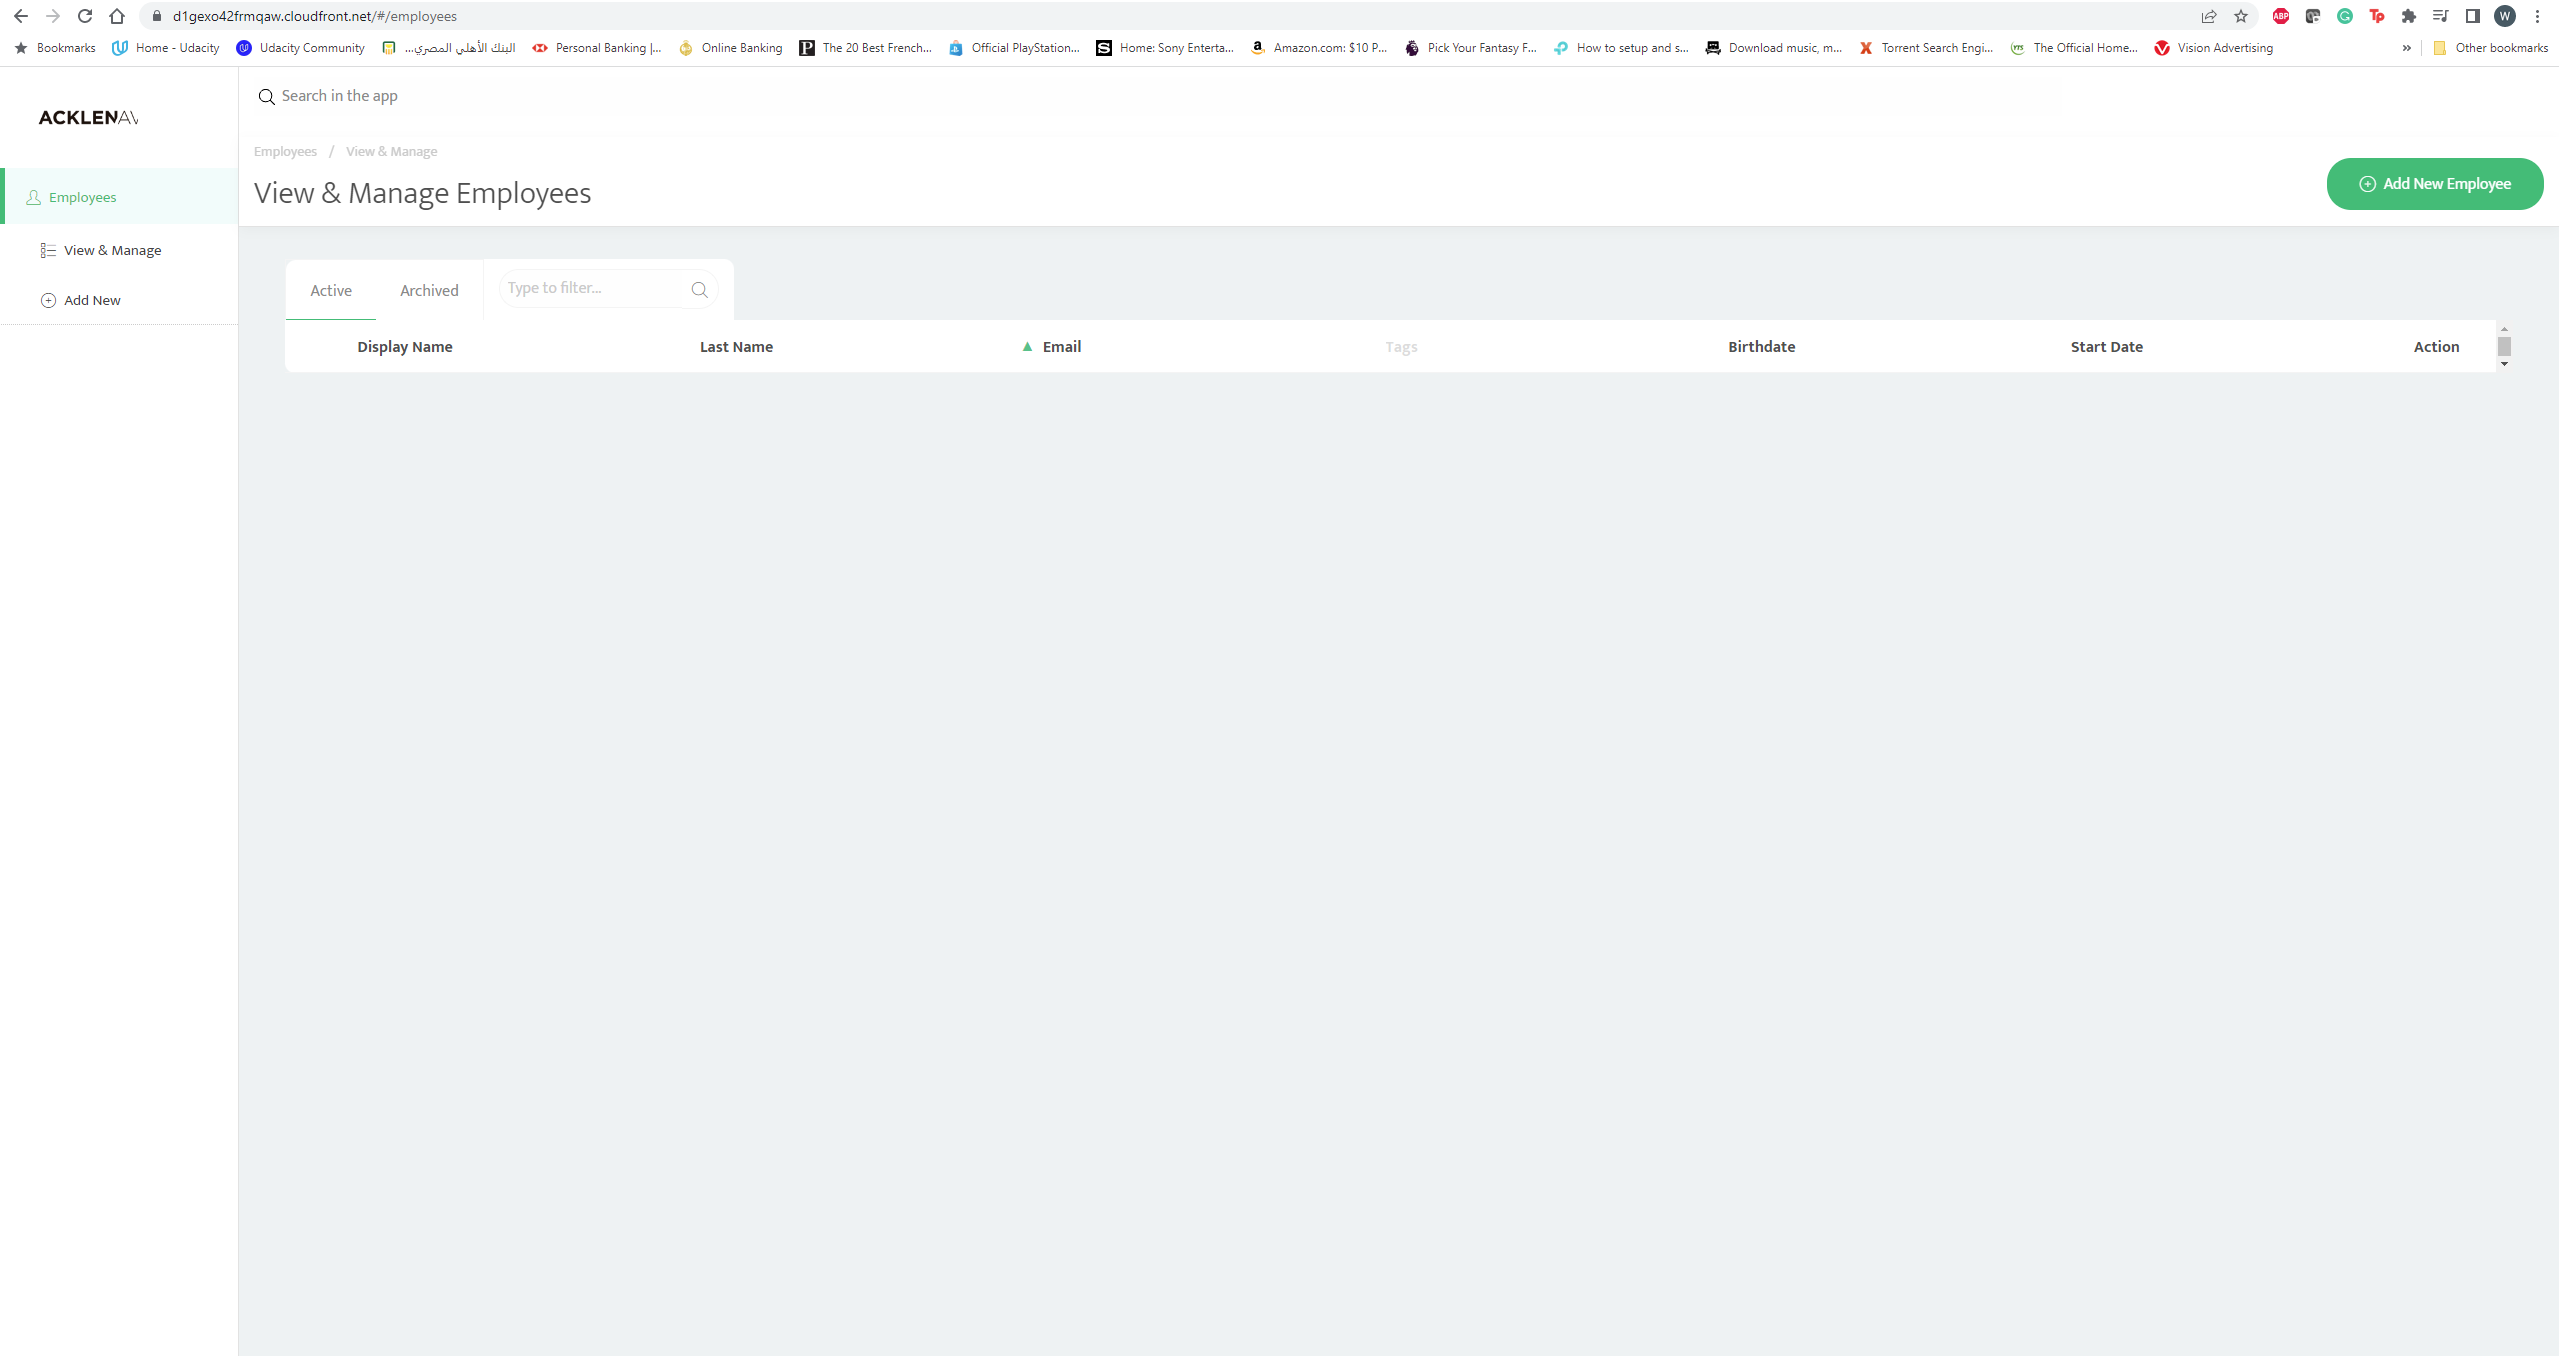 d1gexo42frmqaw.cloudfront.net/#/employees
ABP
G
Tp
W
Bookmarks
Home - Udacity
Udacity Community
البنك الأهلي المصري...
Personal Banking |...
Online Banking
P
The 20 Best French...
Official PlayStation...
S
Home: Sony Enterta...
a
Amazon.com: $10 P...
Pick Your Fantasy F...
How to setup and s...
Download music, m...
X
Torrent Search Engi...
YTS
The Official Home...
Vision Advertising
»
Other bookmarks
ACKLENAV
Search in the app
Employees / View & Manage
View & Manage Employees
Add New Employee
Employees
View & Manage
Add New
Active
Archived
Type to filter...
Display Name
Last Name
Email
Tags
Birthdate
Start Date
Action